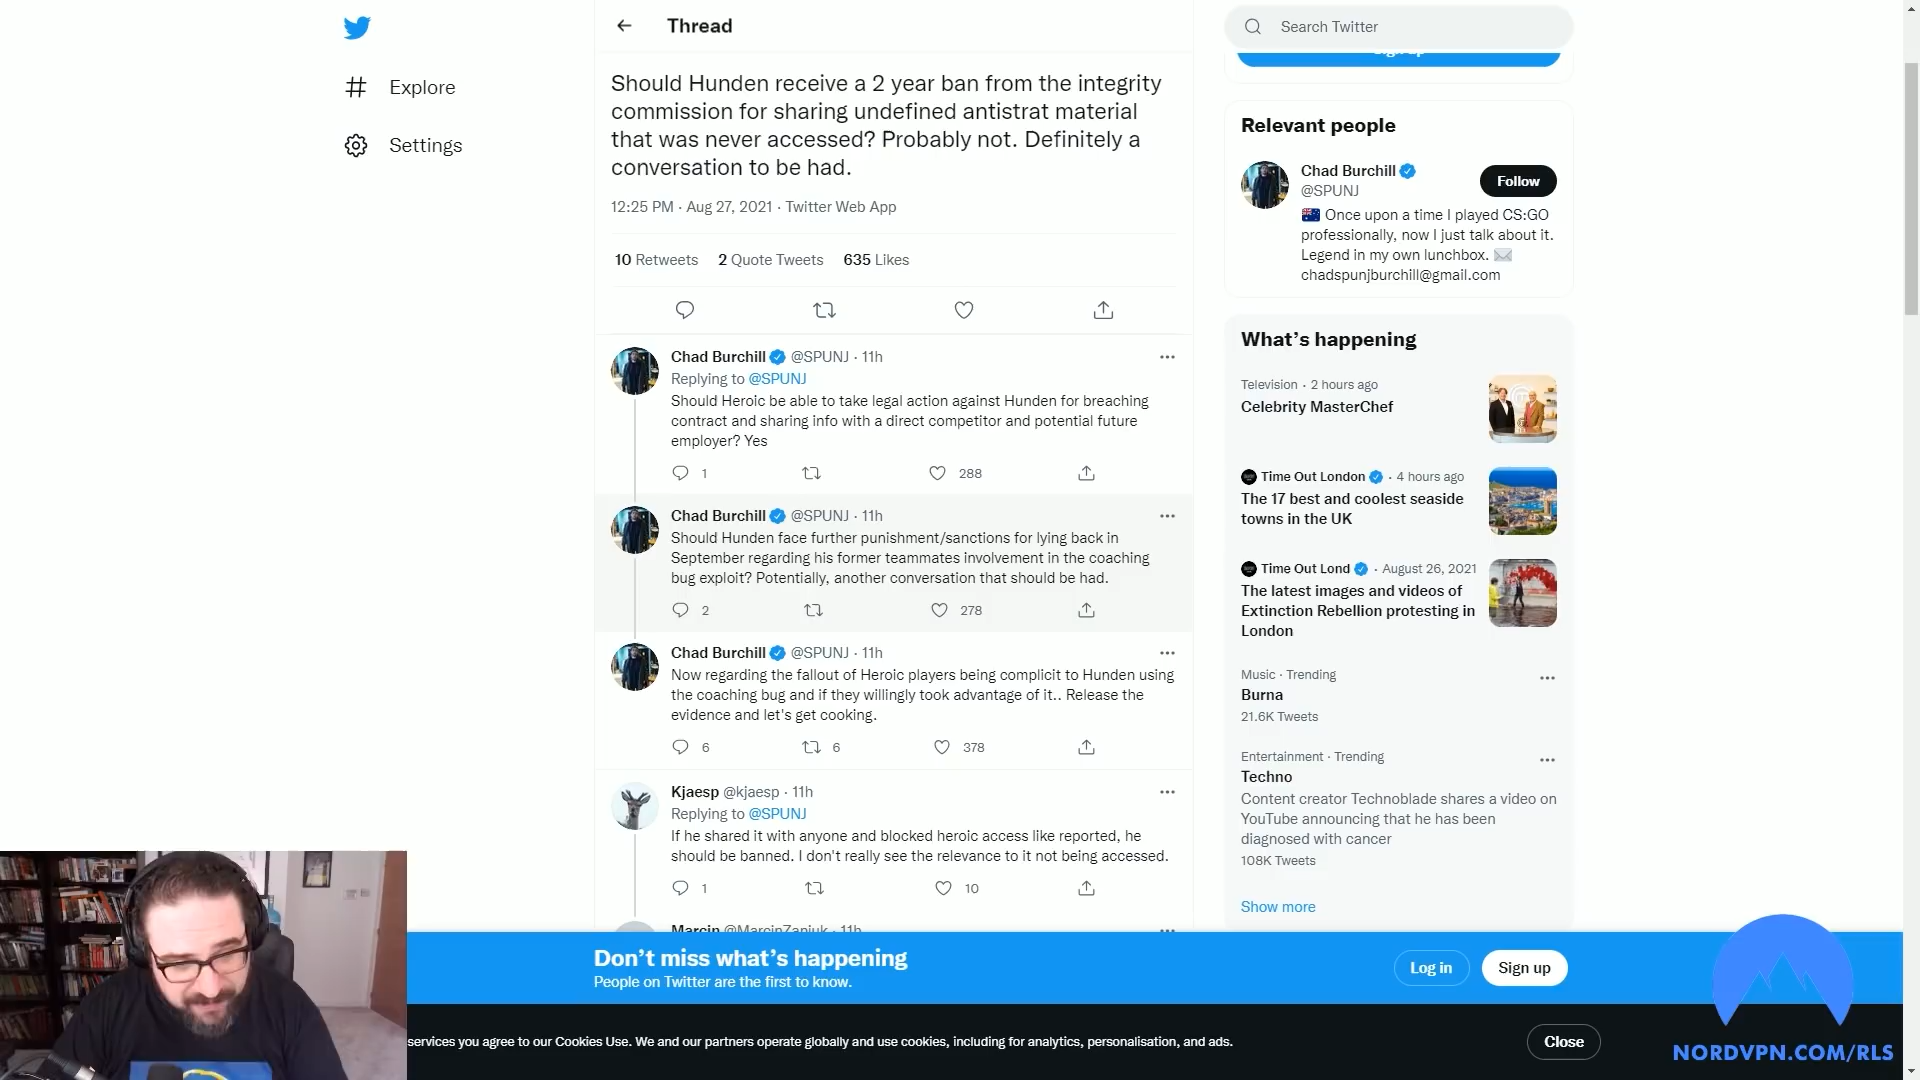 Thread
Search Twitter
Explore
Settings
Should Hunden receive a 2 year ban from the integrity
commission for sharing undefined antistrat material
that was never accessed? Probably not. Definitely a
conversation to be had.
12:25 PM · Aug 27, 2021 · Twitter Web App
10 Retweets 2 Quote Tweets 635 Likes
Chad Burchill @SPUNJ · 11h
Replying to @SPUNJ
Should Heroic be able to take legal action against Hunden for breaching
contract and sharing info with a direct competitor and potential future
employer? Yes
1 288
Chad Burchill @SPUNJ · 11h
Should Hunden face further punishment/sanctions for lying back in
September regarding his former teammates involvement in the coaching
bug exploit? Potentially, another conversation that should be had.
2 278
Chad Burchill @SPUNJ · 11h
Now regarding the fallout of Heroic players being complicit to Hunden using
the coaching bug and if they willingly took advantage of it.. Release the
evidence and let's get cooking.
6 6 378
Kjaesp @kjaesp · 11h
Replying to @SPUNJ
If he shared it with anyone and blocked heroic access like reported, he
should be banned. I don't really see the relevance to it not being accessed.
1 10
Marcin @MarcinZaniuk · 11h
Sign up
Relevant people
Chad Burchill
@SPUNJ
Follow
Once upon a time I played CS:GO
professionally, now I just talk about it.
Legend in my own lunchbox.
chadspunjburchill@gmail.com
What's happening
Television · 2 hours ago
Celebrity MasterChef
Time Out London · 4 hours ago
The 17 best and coolest seaside
towns in the UK
Time Out Lond · August 26, 2021
The latest images and videos of
Extinction Rebellion protesting in
London
Music · Trending
Burna
21.6K Tweets
Entertainment · Trending
Techno
Content creator Technoblade shares a video on
YouTube announcing that he has been
diagnosed with cancer
108K Tweets
Show more
Don't miss what's happening
People on Twitter are the first to know.
Log in
Sign up
services you agree to our Cookies Use. We and our partners operate globally and use cookies, including for analytics, personalisation, and ads.
Close
NORDVPN.COM/RLS